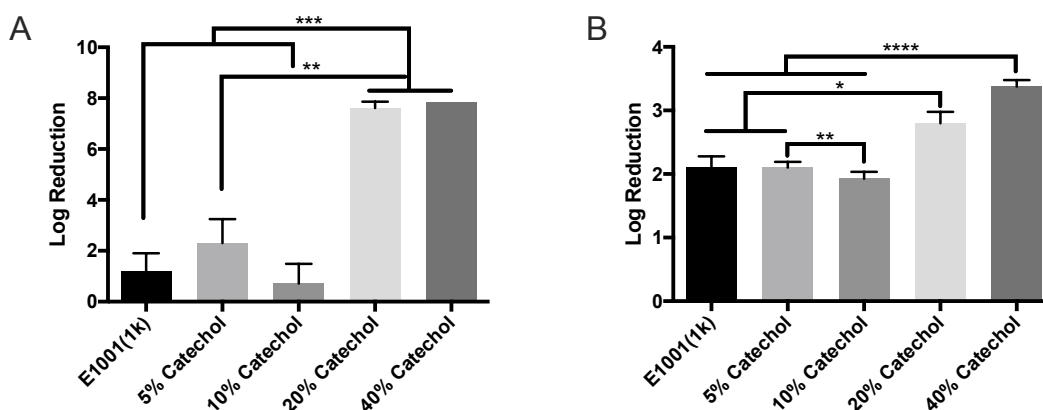 A
***
**
10
8
6
4
2
0
Log Reduction
E1001(1k)
5% Catechol
10% Catechol
20% Catechol
40% Catechol
B
****
*
**
4
3
2
1
0
Log Reduction
E1001(1k)
5% Catechol
10% Catechol
20% Catechol
40% Catechol